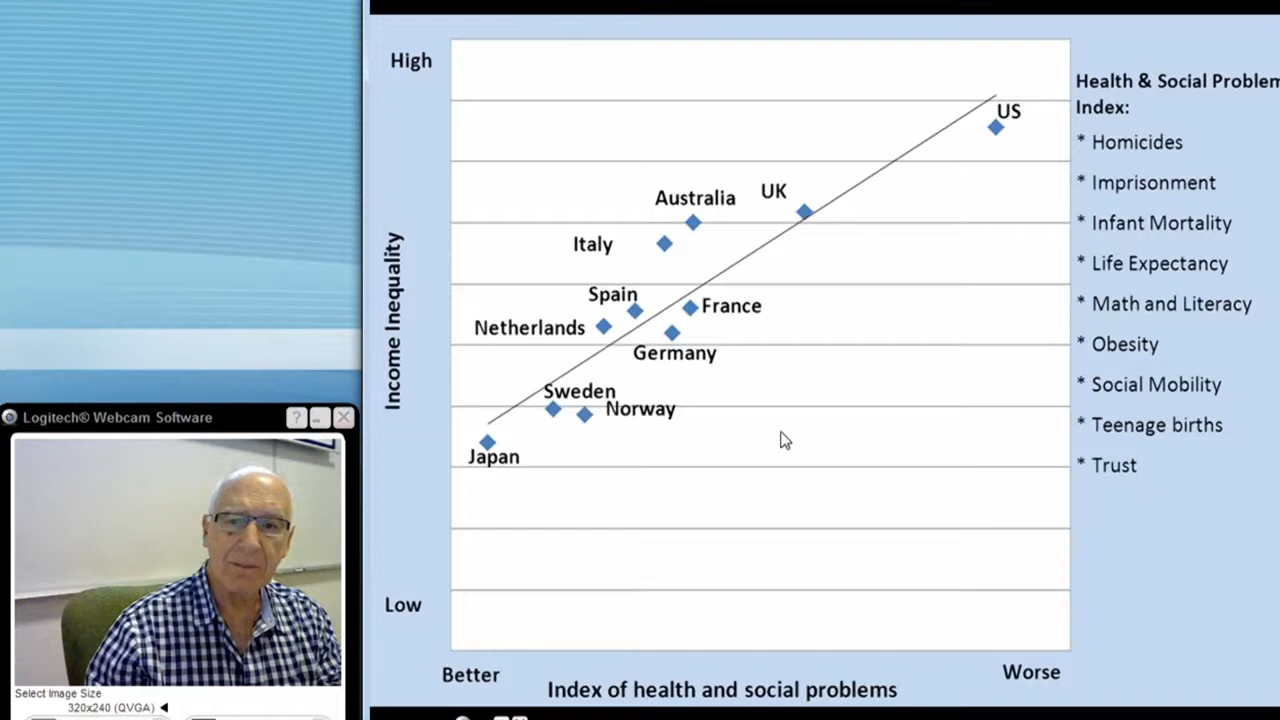 High
Health & Social Problem
Index:
US
* Homicides
* Imprisonment
UK
Australia
* Infant Mortality
Italy
* Life Expectancy
Income Inequality
Spain
France
* Math and Literacy
Netherlands
Germany
* Obesity
Sweden
* Social Mobility
Norway
* Teenage births
Logitech® Webcam Software
?
Japan
* Trust
Low
Better
Worse
Index of health and social problems
Select Image Size
320x240 (QVGA)